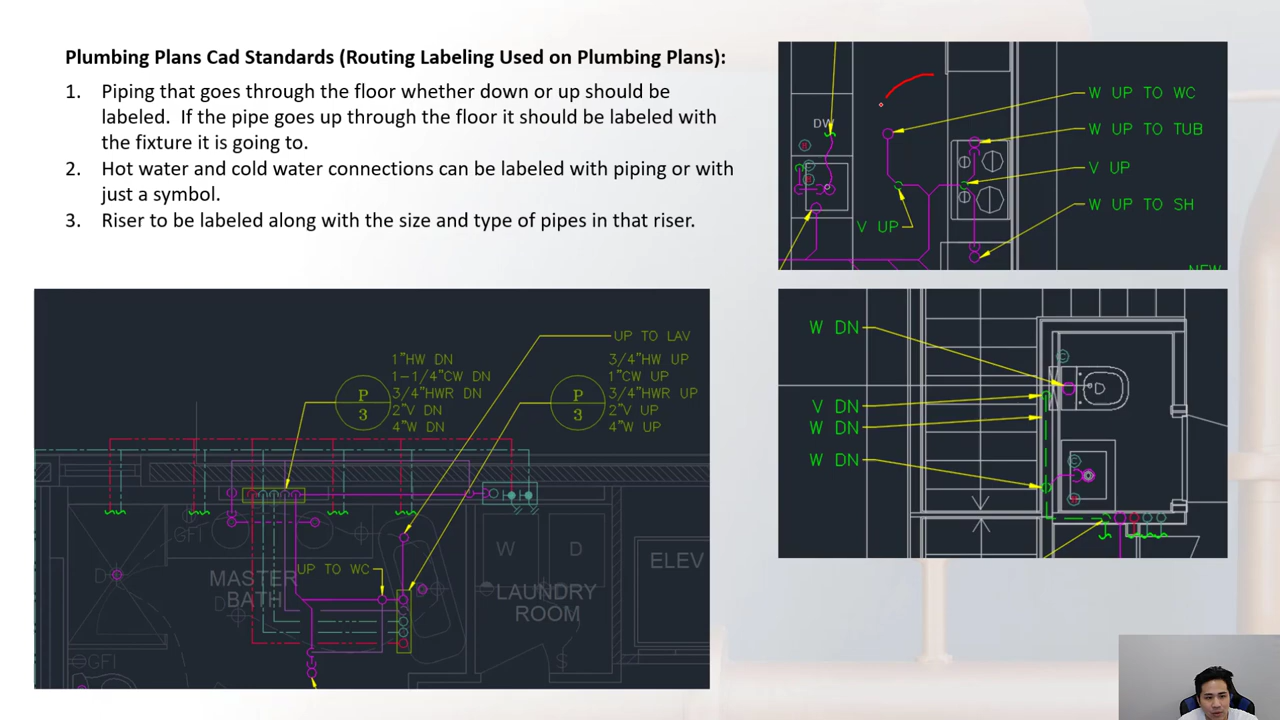 Plumbing Plans Cad Standards (Routing Labeling Used on Plumbing Plans):
1. Piping that goes through the floor whether down or up should be
labeled. If the pipe goes up through the floor it should be labeled with
the fixture it is going to.
2. Hot water and cold water connections can be labeled with piping or with
just a symbol.
3. Riser to be labeled along with the size and type of pipes in that riser.
W UP TO WC
DW
W UP TO TUB
V UP
W UP TO SH
V UP
UP TO LAV
1"HW DN
1-1/4"CW DN
3/4"HWR DN
2"V DN
4"W DN
P
3
3/4"HW UP
1"CW UP
3/4"HWR UP
2"V UP
4"W UP
P
3
GFI
W
D
ELEV
D
UP TO WC
MASTER
BATH
D
LAUNDRY
ROOM
GFI
S
W DN
V DN
W DN
W DN